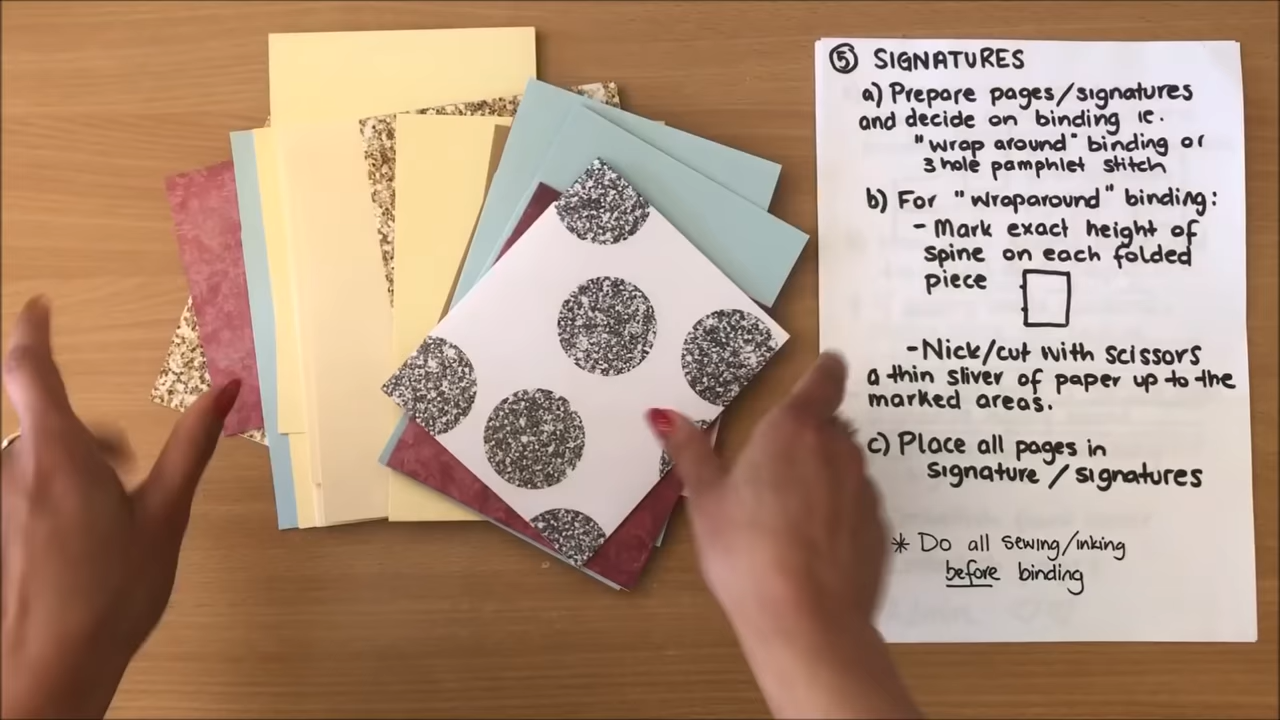 ⑤ SIGNATURES
a) Prepare pages/signatures
and decide on binding ie.
"wrap around" binding or
3 hole pamphlet stitch
b) For "wraparound" binding:
- Mark exact height of
spine on each folded
piece
- Nick/cut with scissors
a thin sliver of paper up to the
marked areas.
c) Place all pages in
signature / signatures
* Do all sewing/inking
before binding